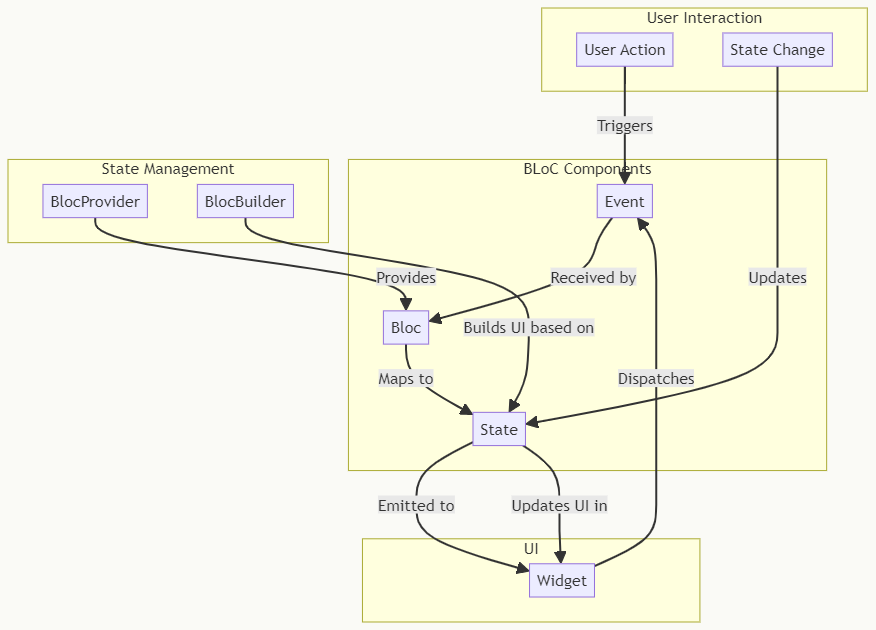 User Interaction
User Action
State Change
Triggers
State Management
BLoC Components
BlocProvider
BlocBuilder
Event
Provides
Received by
Updates
Bloc
Builds UI based on
Maps to
Dispatches
State
Emitted to
Updates UI in
UI
Widget